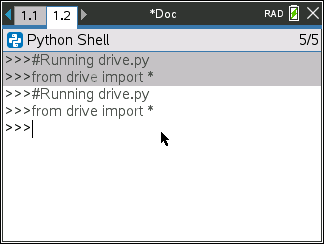 1.1 1.2 *Doc RAD
Python Shell 5/5
>>>#Running drive.py
>>>from drive import *
>>>#Running drive.py
>>>from drive import *
>>>